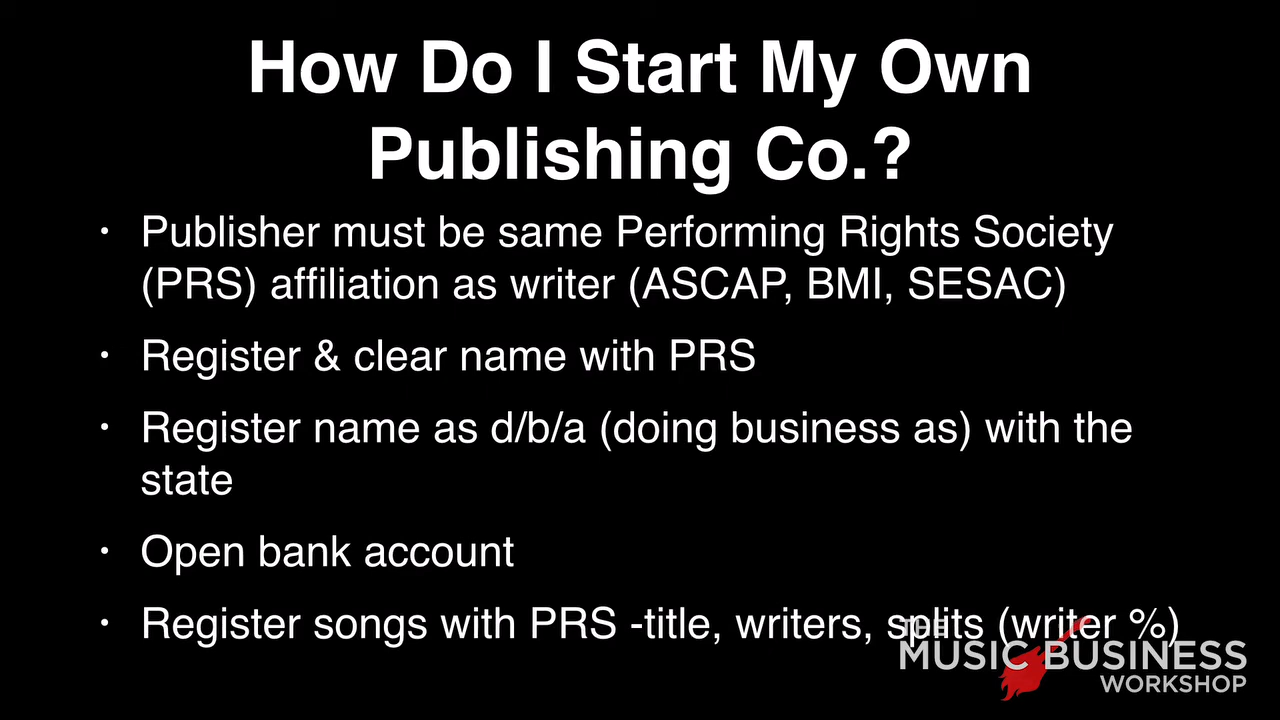 How Do I Start My Own
Publishing Co.?
• Publisher must be same Performing Rights Society
(PRS) affiliation as writer (ASCAP, BMI, SESAC)
• Register & clear name with PRS
• Register name as d/b/a (doing business as) with the
state
• Open bank account
• Register songs with PRS -title, writers, splits (writer %)
THE
MUSIC BUSINESS
WORKSHOP